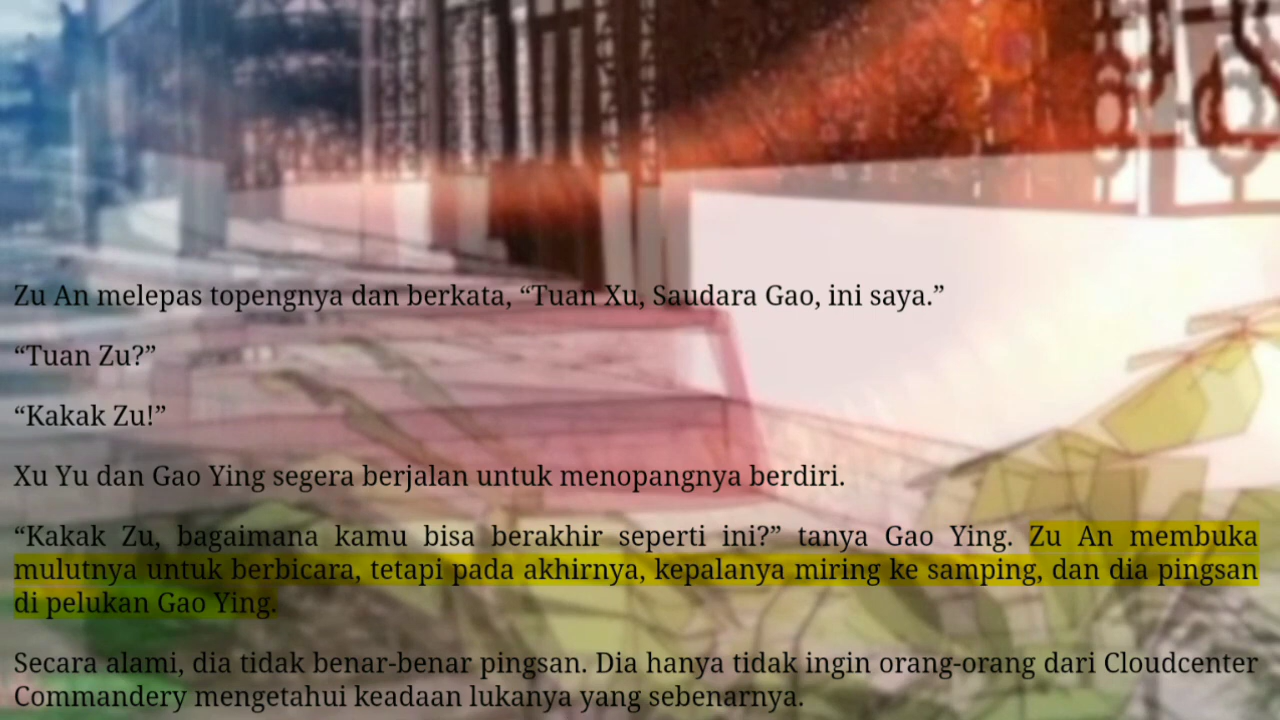 Zu An melepas topengnya dan berkata, “Tuan Xu, Saudara Gao, ini saya.”
“Tuan Zu?”
“Kakak Zu!”
Xu Yu dan Gao Ying segera berjalan untuk menopangnya berdiri.
“Kakak Zu, bagaimana kamu bisa berakhir seperti ini?” tanya Gao Ying. Zu An membuka
mulutnya untuk berbicara, tetapi pada akhirnya, kepalanya miring ke samping, dan dia pingsan
di pelukan Gao Ying.
Secara alami, dia tidak benar-benar pingsan. Dia hanya tidak ingin orang-orang dari Cloudcenter
Commandery mengetahui keadaan lukanya yang sebenarnya.